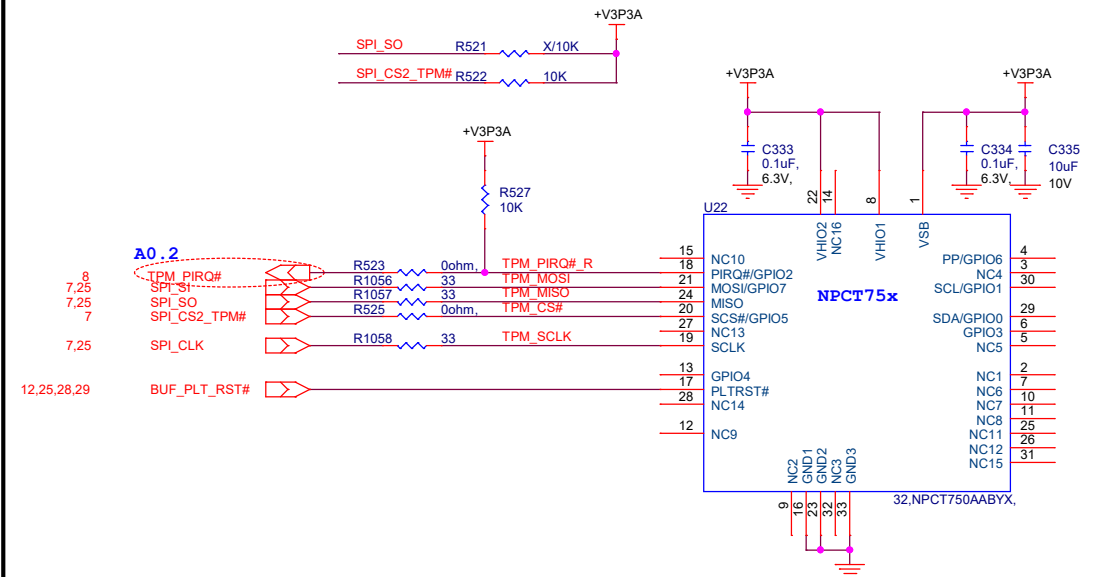 +V3P3A
SPI_SO R521 X/10K
SPI_CS2_TPM# R522 10K
+V3P3A +V3P3A
+V3P3A
C333
0.1uF,
6.3V,
C334
0.1uF,
6.3V,
C335
10uF
10V
R527
10K
U22
22 14 8 1
VHIO2 NC16 VHIO1 VSB
A0.2
8 TPM_PIRQ# R523 0ohm, TPM_PIRQ#_R
7,25 SPI_SI R1056 33 TPM_MOSI
7,25 SPI_SO R1057 33 TPM_MISO
7 SPI_CS2_TPM# R525 0ohm, TPM_CS#
7,25 SPI_CLK R1058 33 TPM_SCLK
12,25,28,29 BUF_PLT_RST#
15 NC10
18 PIRQ#/GPIO2
21 MOSI/GPIO7
24 MISO
20 SCS#/GPIO5
27 NC13
19 SCLK
13 GPIO4
17 PLTRST#
28 NC14
12 NC9
NPCT75x
PP/GPIO6 4
NC4 3
SCL/GPIO1 30
SDA/GPIO0 29
GPIO3 6
NC5 5
NC1 2
NC6 7
NC7 10
NC8 11
NC11 25
NC12 26
NC15 31
NC2 GND1 GND2 NC3 GND3
9 16 23 32 33
32,NPCT750AABYX,